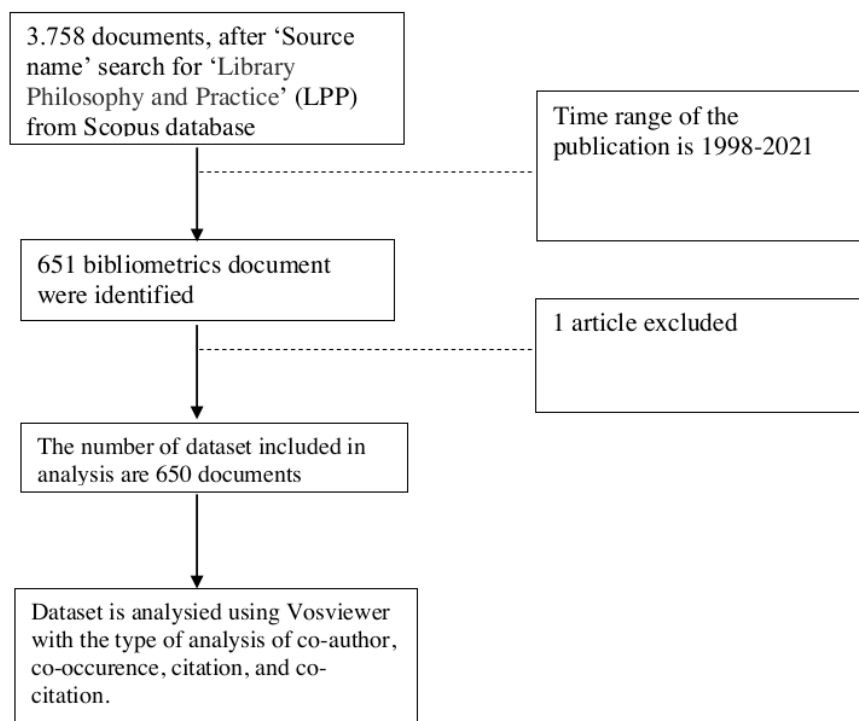 3.758 documents, after ‘Source
name’ search for ‘Library
Philosophy and Practice’ (LPP)
from Scopus database
Time range of the
publication is 1998-2021
651 bibliometrics document
were identified
1 article excluded
The number of dataset included in
analysis are 650 documents
Dataset is analysied using Vosviewer
with the type of analysis of co-author,
co-occurence, citation, and co-
citation.